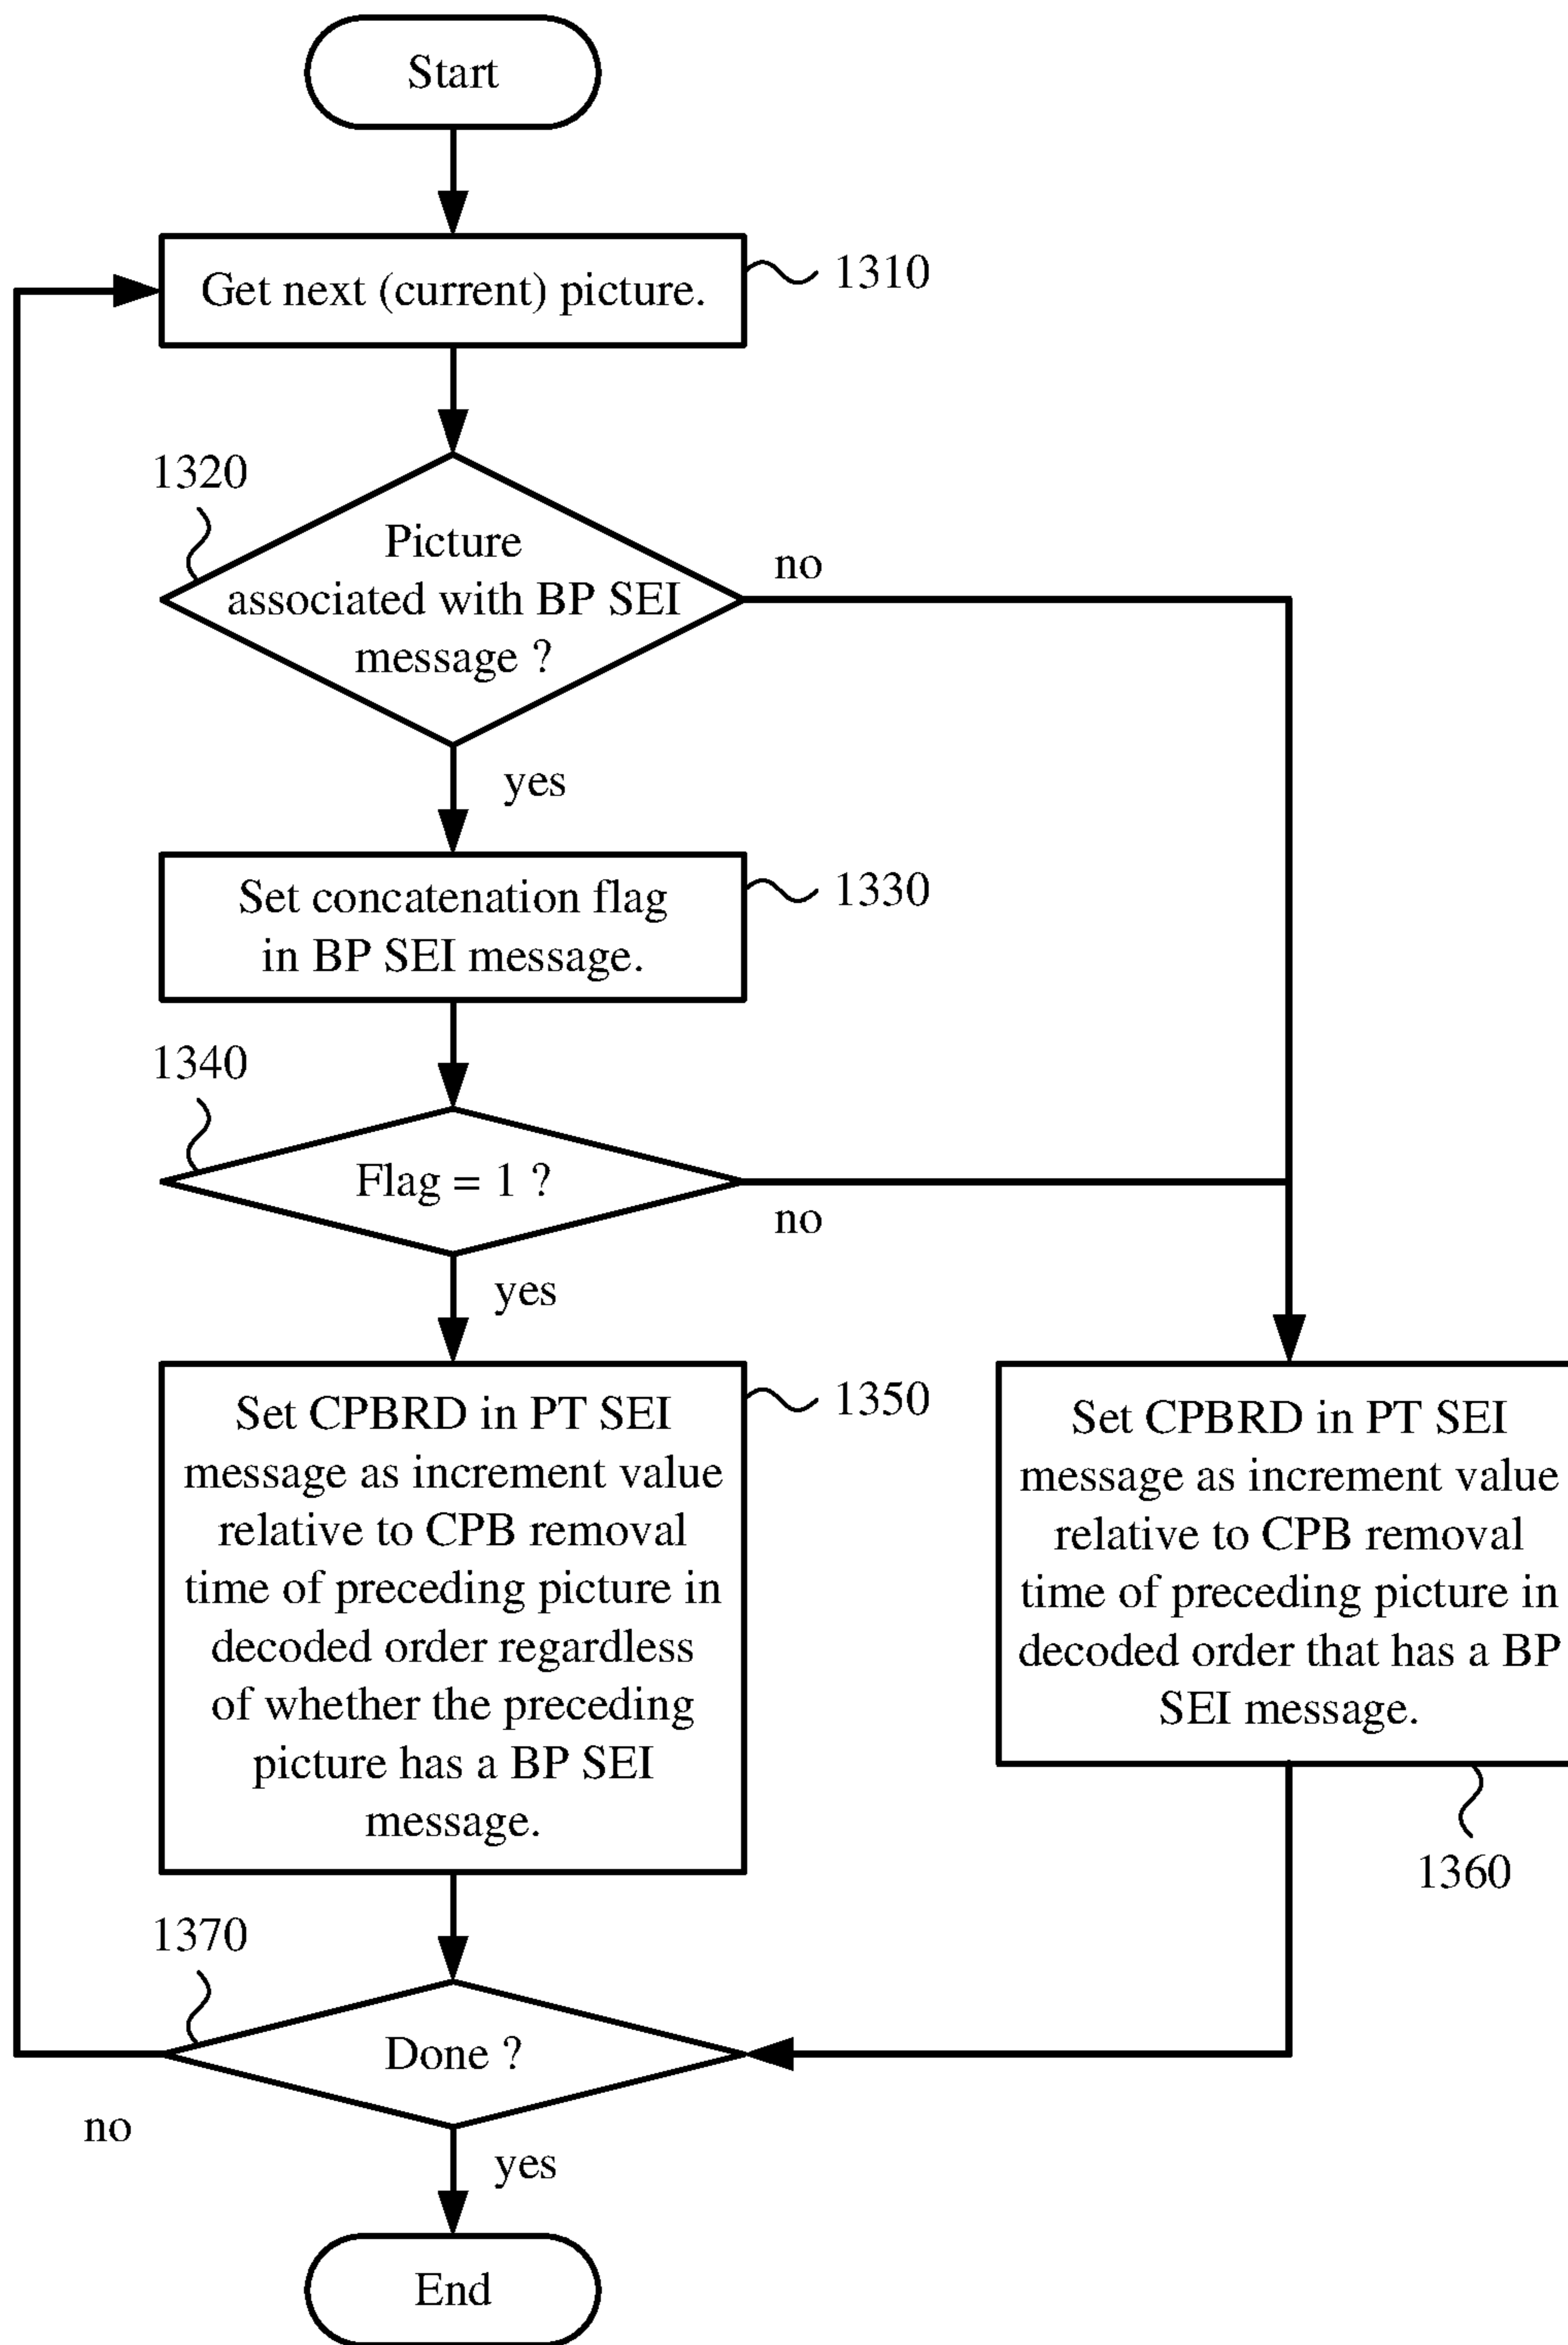 Start
Get next (current) picture.
1310
1320
Picture
associated with BP SEI
message ?
no
yes
Set concatenation flag
in BP SEI message.
1330
1340
Flag = 1 ?
no
yes
Set CPBRD in PT SEI
message as increment value
relative to CPB removal
time of preceding picture in
decoded order regardless
of whether the preceding
picture has a BP SEI
message.
1350
Set CPBRD in PT SEI
message as increment value
relative to CPB removal
time of preceding picture in
decoded order that has a BP
SEI message.
1360
1370
Done ?
no
yes
End